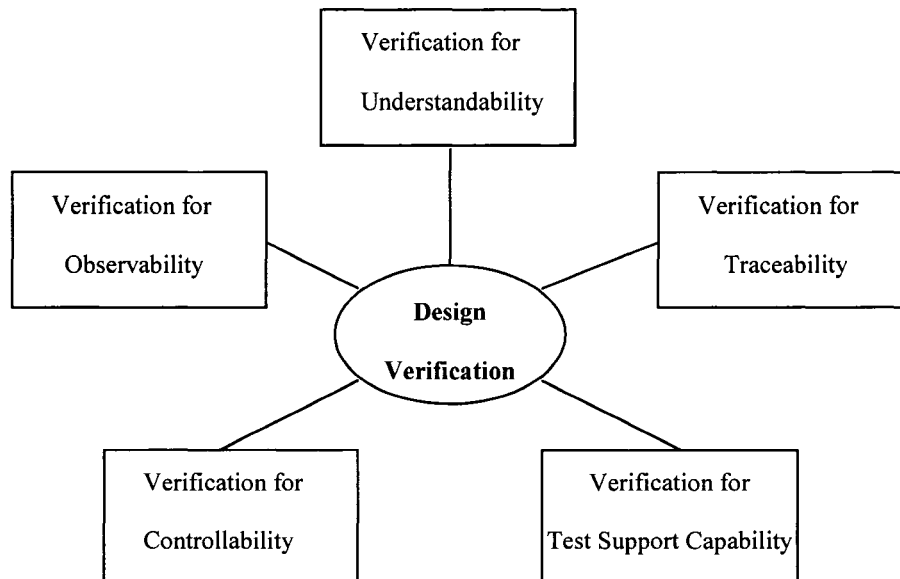 Verification for
Understandability
Verification for
Observability
Verification for
Traceability
Design
Verification
Verification for
Controllability
Verification for
Test Support Capability